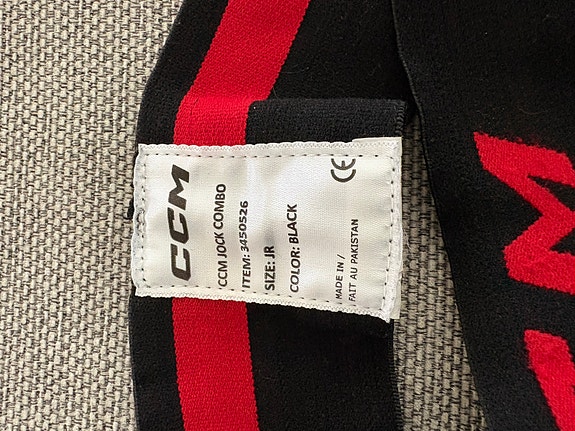 CCM
CCM JOCK COMBO
ITEM: 3450526
SIZE: JR
COLOR: BLACK
CE
MADE IN /
FAIT AU PAKISTAN